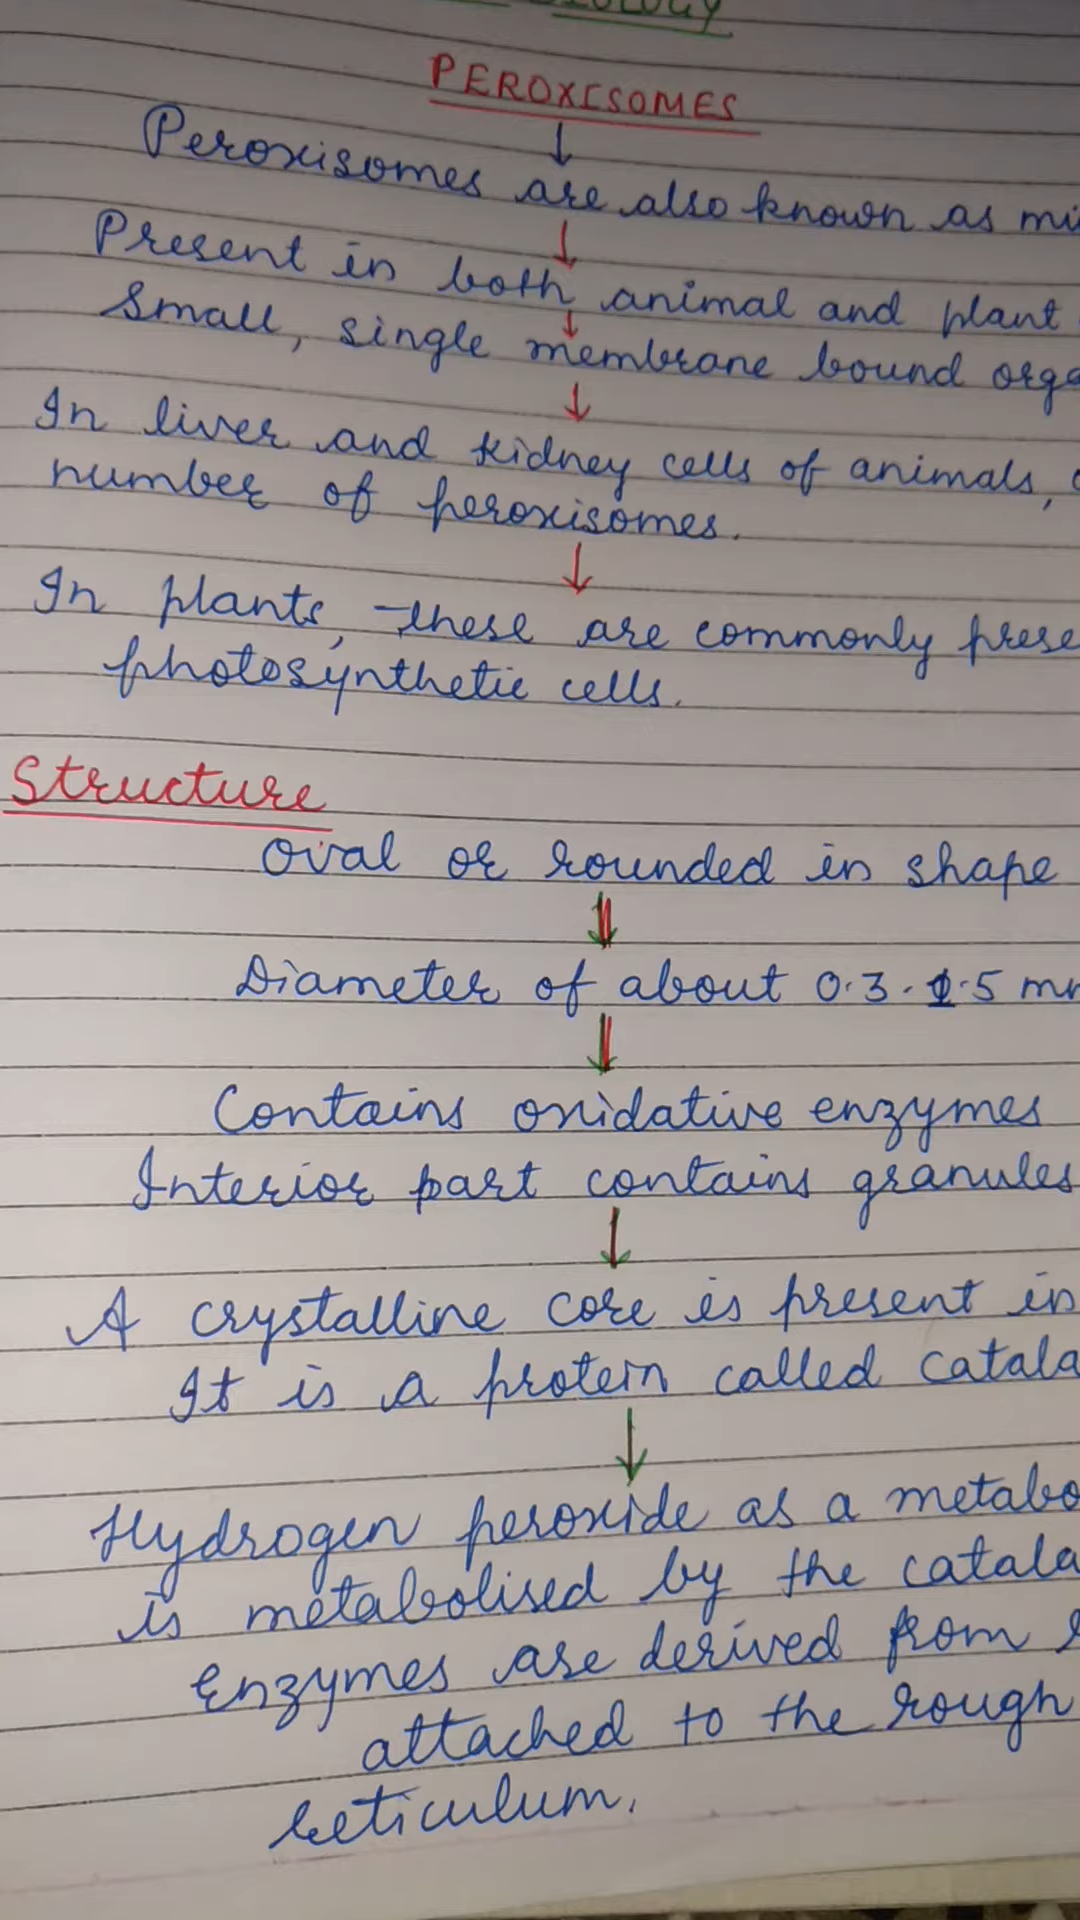 PEROXISOMES
Peroxisomes are also known as mi
Present in both animal and plant
Small, single membrane bound orga
In liver and kidney cells of animals,
number of peroxisomes.
In plants, these are commonly prese
photosynthetic cells.
Structure
Oval or rounded in shape
Diameter of about 0.3.1.5 m
Contains oxidative enzymes
Interior part contains granules
A crystalline core is present in
It is a protein called catala
Hydrogen peroxide as a metabo
is metabolised by the catala
Enzymes are derived from
attached to the rough
reticulum.